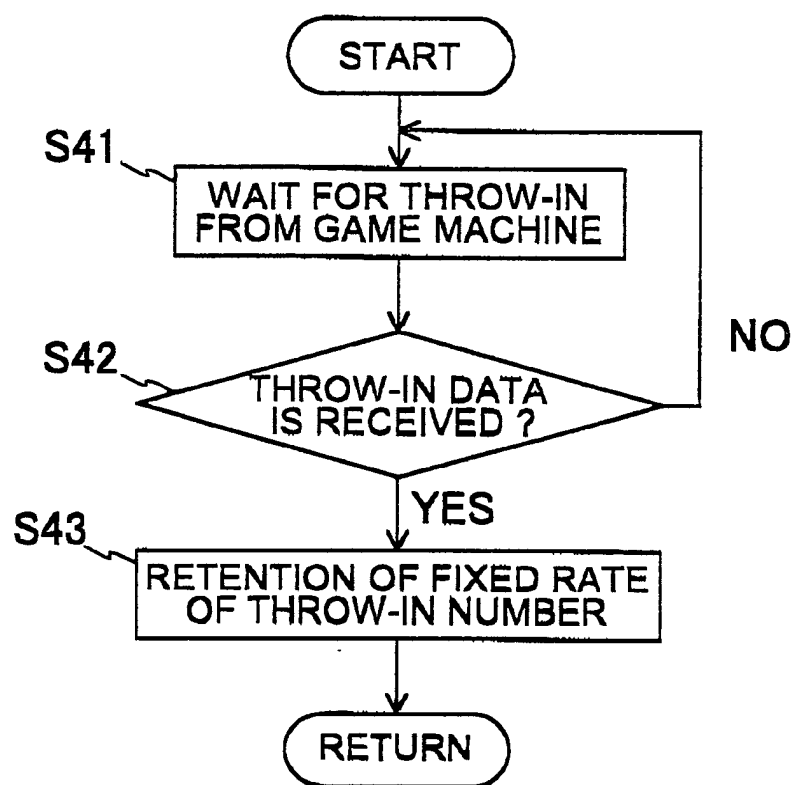 START
S41
WAIT FOR THROW-IN
FROM GAME MACHINE
NO
S42
THROW-IN DATA
IS RECEIVED ?
YES
S43
RETENTION OF FIXED RATE
OF THROW-IN NUMBER
RETURN